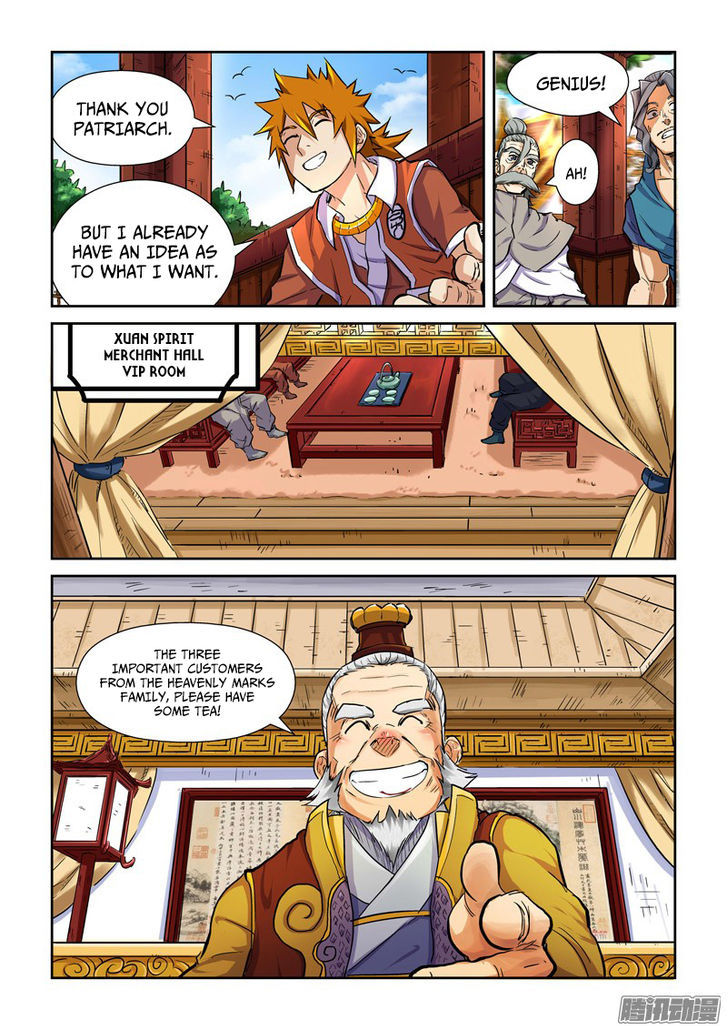 THANK YOU
PATRIARCH.
BUT I ALREADY
HAVE AN IDEA AS
TO WHAT I WANT.
GENIUS!
AH!
XUAN SPIRIT
MERCHANT HALL
VIP ROOM
THE THREE
IMPORTANT CUSTOMERS
FROM THE HEAVENLY MARKS
FAMILY, PLEASE HAVE
SOME TEA!
腾讯动漫